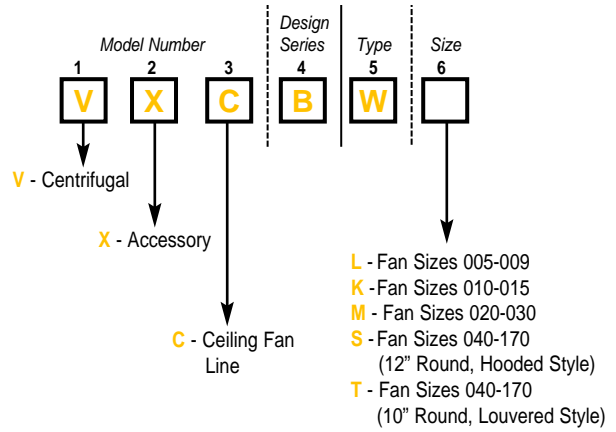 Design
Model Number Series Type Size
1 2 3 4 5 6
V X C B W
V - Centrifugal
X - Accessory
L - Fan Sizes 005-009
K - Fan Sizes 010-015
M - Fan Sizes 020-030
C - Ceiling Fan
Line
S - Fan Sizes 040-170
(12” Round, Hooded Style)
T - Fan Sizes 040-170
(10” Round, Louvered Style)